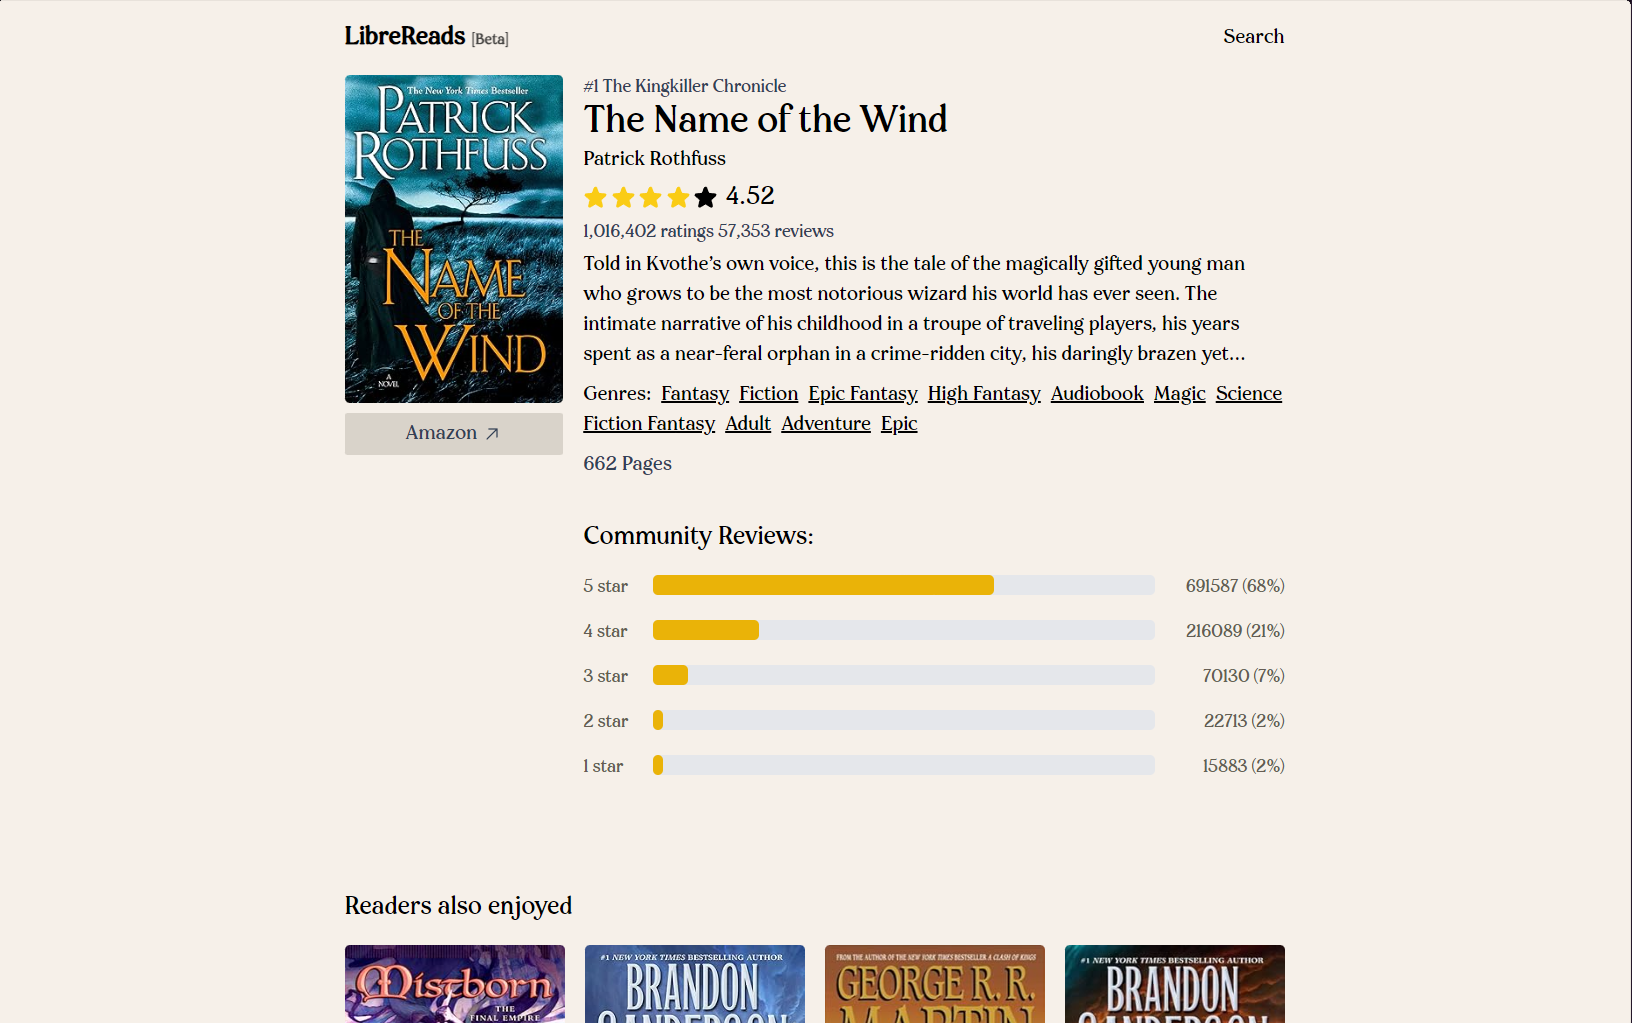 LibreReads [Beta]
Search
The New York Times Bestseller
PATRICK
ROTHFUSS
THE
NAME
OF THE
WIND
A
NOVEL
Amazon
#1 The Kingkiller Chronicle
The Name of the Wind
Patrick Rothfuss
4.52
1,016,402 ratings 57,353 reviews
Told in Kvothe’s own voice, this is the tale of the magically gifted young man
who grows to be the most notorious wizard his world has ever seen. The
intimate narrative of his childhood in a troupe of traveling players, his years
spent as a near-feral orphan in a crime-ridden city, his daringly brazen yet…
Genres: Fantasy Fiction Epic Fantasy High Fantasy Audiobook Magic Science
Fiction Fantasy Adult Adventure Epic
662 Pages
Community Reviews:
5 star 691587 (68%)
4 star 216089 (21%)
3 star 70130 (7%)
2 star 22713 (2%)
1 star 15883 (2%)
Readers also enjoyed
Mistborn
THE
FINAL EMPIRE
#1 NEW YORK TIMES BESTSELLING AUTHOR
BRANDON
SANDERSON
FROM THE AUTHOR OF THE NEW YORK TIMES BESTSELLER A CLASH OF KINGS
GEORGE R. R.
MARTIN
#1 NEW YORK TIMES BESTSELLING AUTHOR
BRANDON
SANDERSON